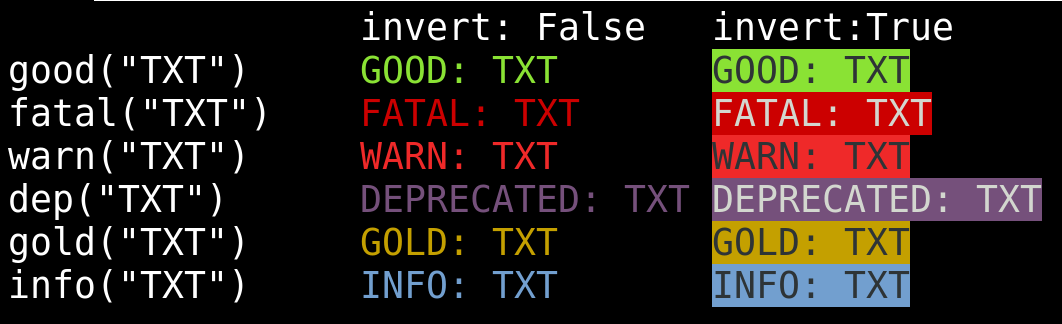 invert: False invert:True
good("TXT") GOOD: TXT GOOD: TXT
fatal("TXT") FATAL: TXT FATAL: TXT
warn("TXT") WARN: TXT WARN: TXT
dep("TXT") DEPRECATED: TXT DEPRECATED: TXT
gold("TXT") GOLD: TXT GOLD: TXT
info("TXT") INFO: TXT INFO: TXT